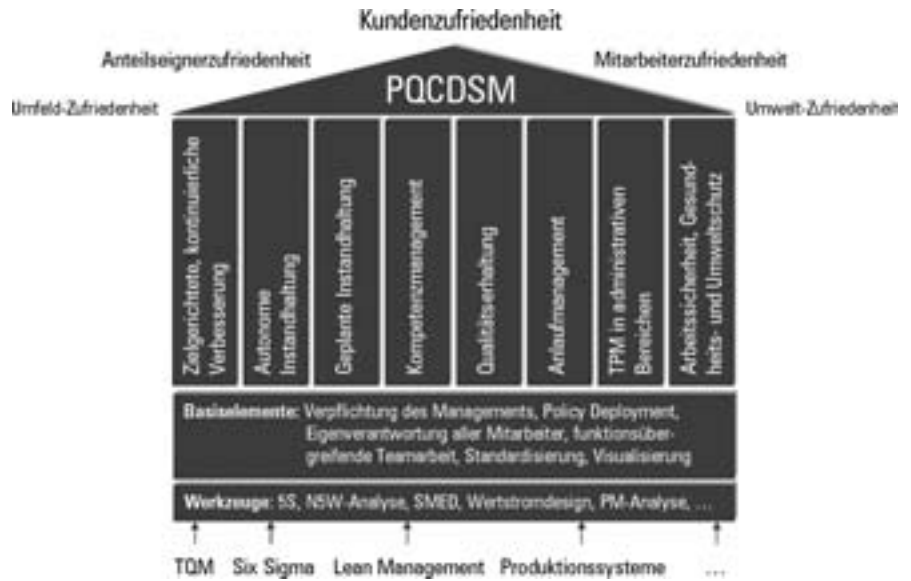 Kundenzufriedenheit
Anteilseignerzufriedenheit
Mitarbeiterzufriedenheit
PQCDSM
Umfeld-Zufriedenheit
Umwelt-Zufriedenheit
Zielgerichtete, kontinuierliche
Verbesserung
Autonome
Instandhaltung
Geplante Instandhaltung
Kompetenzmanagement
Qualitätserhaltung
Anlaufmanagement
TPM in administrativen
Bereichen
Arbeitssicherheit, Gesund-
heits- und Umweltschutz
Basiselemente: Verpflichtung des Managements, Policy Deployment,
Eigenverantwortung aller Mitarbeiter, funktionsüber-
greifende Teamarbeit, Standardisierung, Visualisierung
Werkzeuge: 5S, N5W-Analyse, SMED, Wertstromdesign, PM-Analyse, ...
TQM Six Sigma Lean Management Produktionssysteme ...